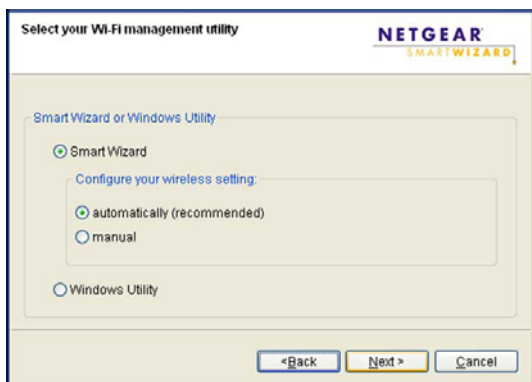 Select your Wi-Fi management utility
NETGEAR
SMARTWIZARD
Smart Wizard or Windows Utility
Smart Wizard
Configure your wireless setting:
automatically (recommended)
manual
Windows Utility
<Back
Next >
Cancel